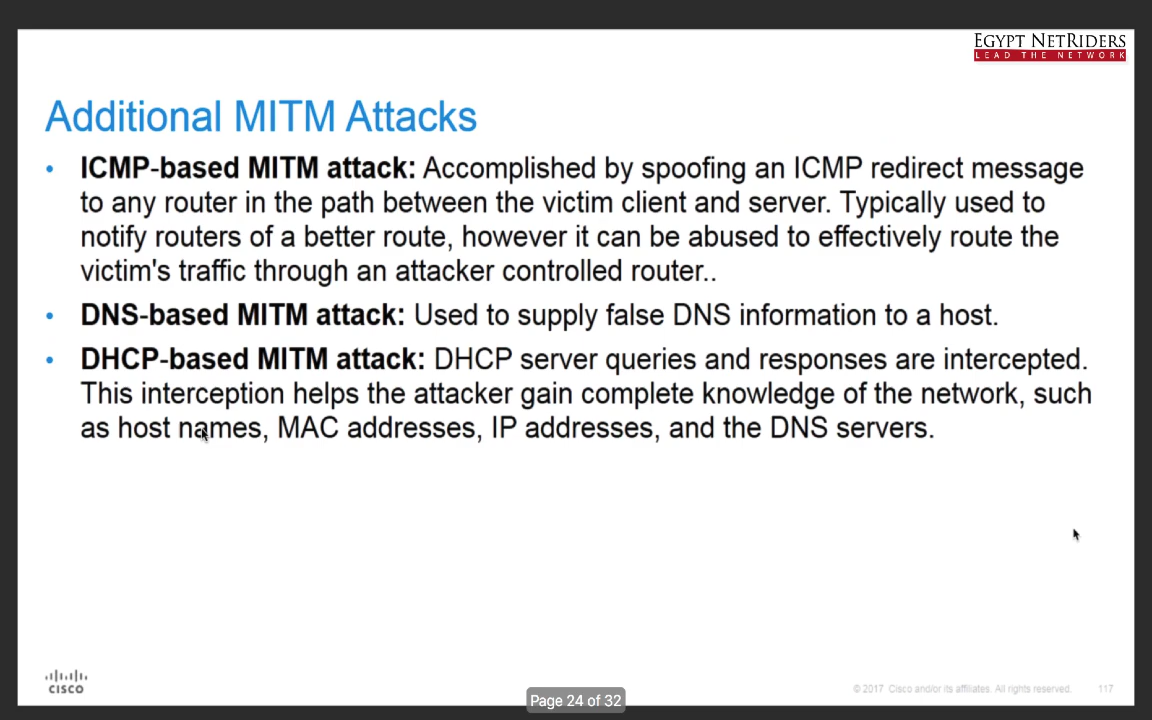 EGYPT NETRIDERS
LEAD THE NETWORK
Additional MITM Attacks
• ICMP-based MITM attack: Accomplished by spoofing an ICMP redirect message
to any router in the path between the victim client and server. Typically used to
notify routers of a better route, however it can be abused to effectively route the
victim's traffic through an attacker controlled router..
• DNS-based MITM attack: Used to supply false DNS information to a host.
• DHCP-based MITM attack: DHCP server queries and responses are intercepted.
This interception helps the attacker gain complete knowledge of the network, such
as host names, MAC addresses, IP addresses, and the DNS servers.
CISCO
© 2017 Cisco and/or its affiliates. All rights reserved. 117
Page 24 of 32